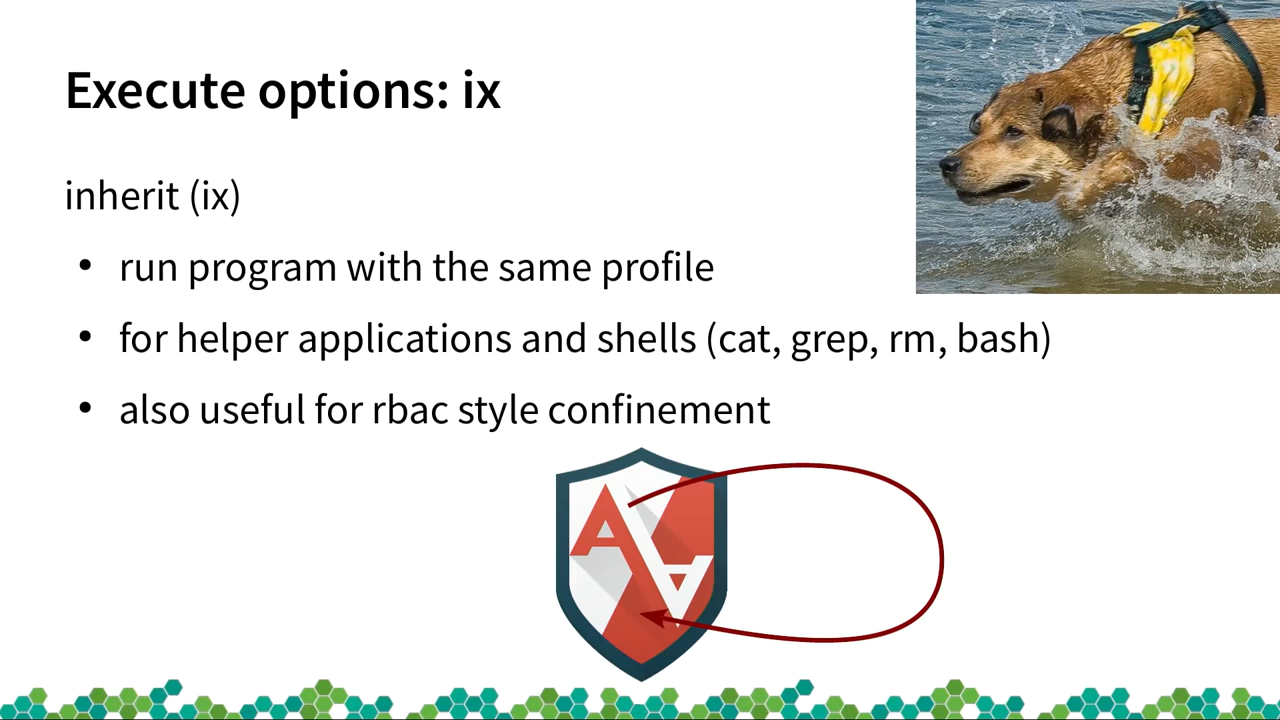 Execute options: ix
inherit (ix)
• run program with the same profile
• for helper applications and shells (cat, grep, rm, bash)
• also useful for rbac style confinement